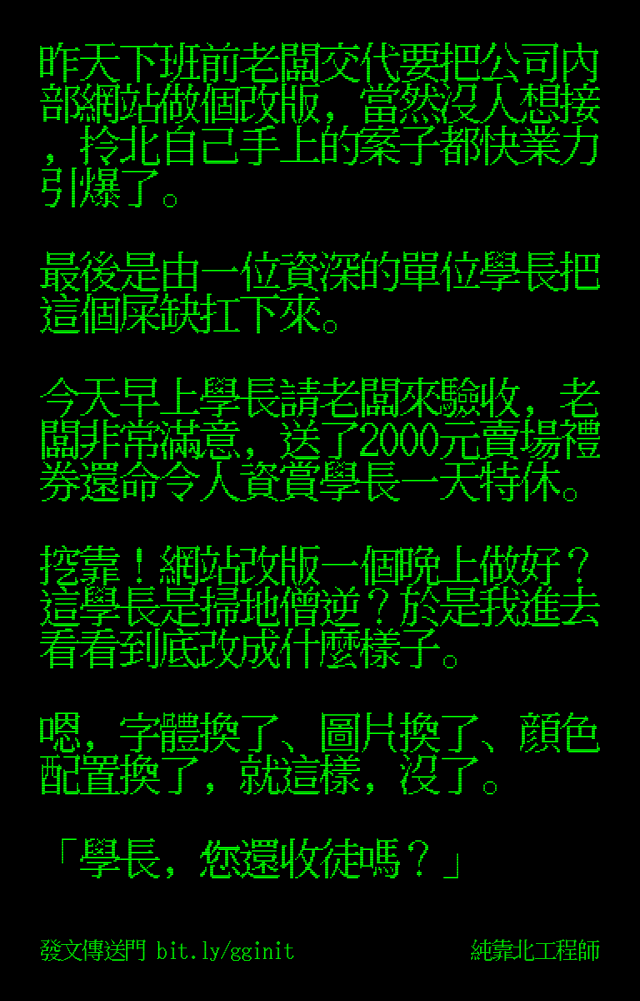 昨天下班前老闆交代要把公司內
部網站做個改版，當然沒人想接
，拎北自己手上的案子都快業力
引爆了。
最後是由一位資深的單位學長把
這個屎缺扛下來。
今天早上學長請老闆來驗收，老
闆非常滿意，送了2000元賣場禮
券還命令人資賞學長一天特休。
挖靠！網站改版一個晚上做好？
這學長是掃地僧逆？於是我進去
看看到底改成什麼樣子。
嗯，字體換了、圖片換了、顏色
配置換了，就這樣，沒了。
「學長，您還收徒嗎？」
發文傳送門 bit.ly/gginit
純靠北工程師